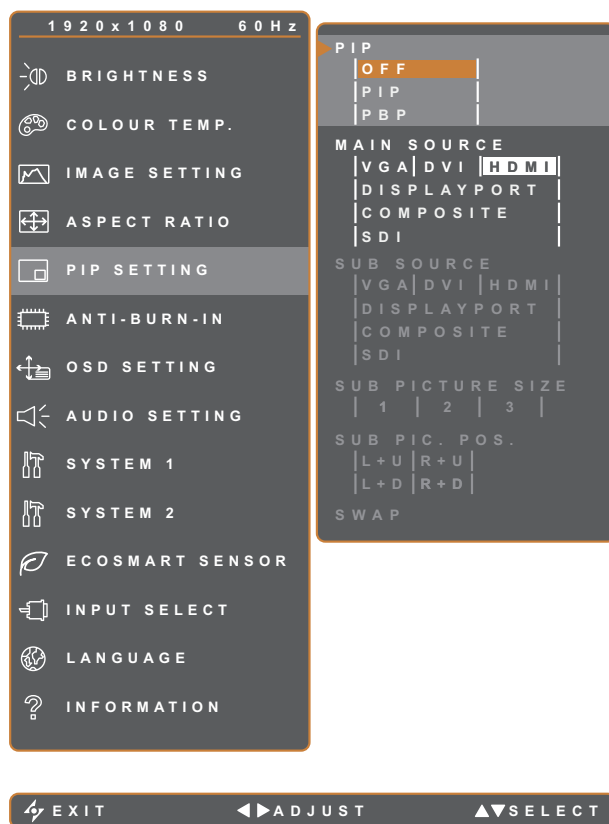 1920x1080 60Hz
BRIGHTNESS
COLOUR TEMP.
IMAGE SETTING
ASPECT RATIO
PIP SETTING
ANTI-BURN-IN
OSD SETTING
AUDIO SETTING
SYSTEM 1
SYSTEM 2
ECOSMART SENSOR
INPUT SELECT
LANGUAGE
INFORMATION
PIP
OFF
PIP
PBP
MAIN SOURCE
VGA DVI HDMI
DISPLAYPORT
COMPOSITE
SDI
SUB SOURCE
VGA DVI HDMI
DISPLAYPORT
COMPOSITE
SDI
SUB PICTURE SIZE
1 2 3
SUB PIC. POS.
L+U R+U
L+D R+D
SWAP
EXIT ADJUST SELECT